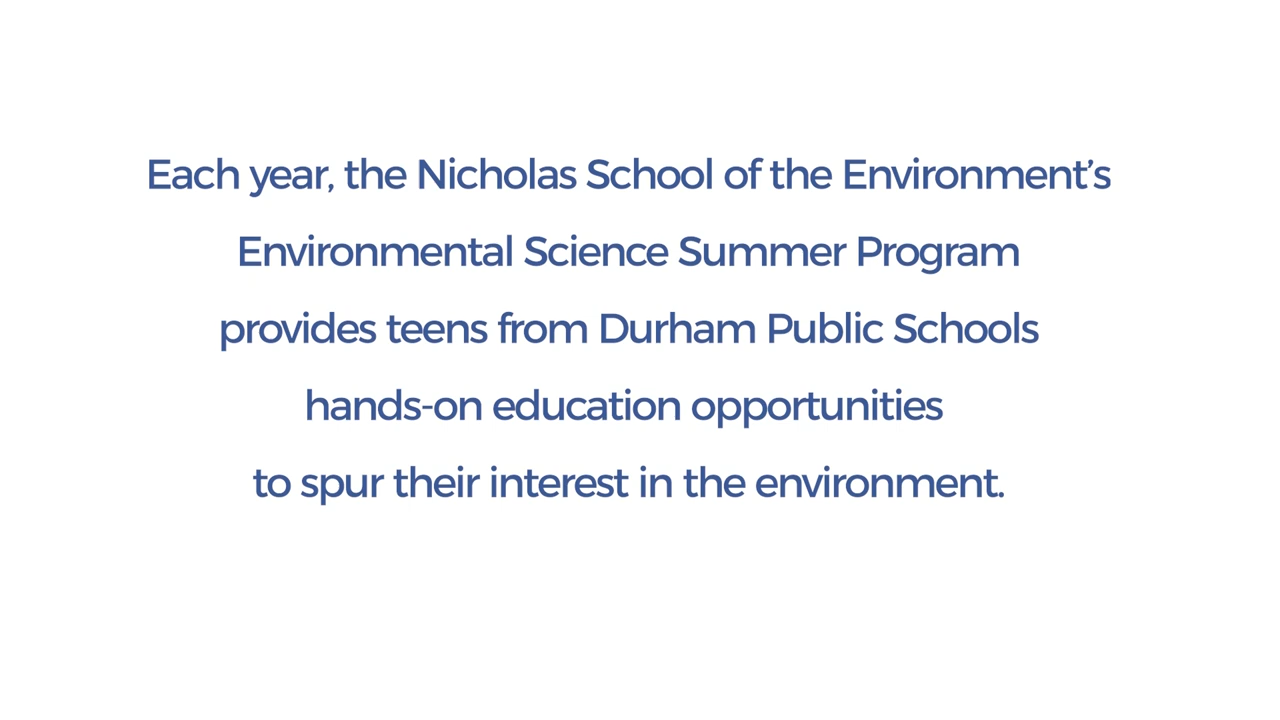 Each year, the Nicholas School of the Environment’s
Environmental Science Summer Program
provides teens from Durham Public Schools
hands-on education opportunities
to spur their interest in the environment.